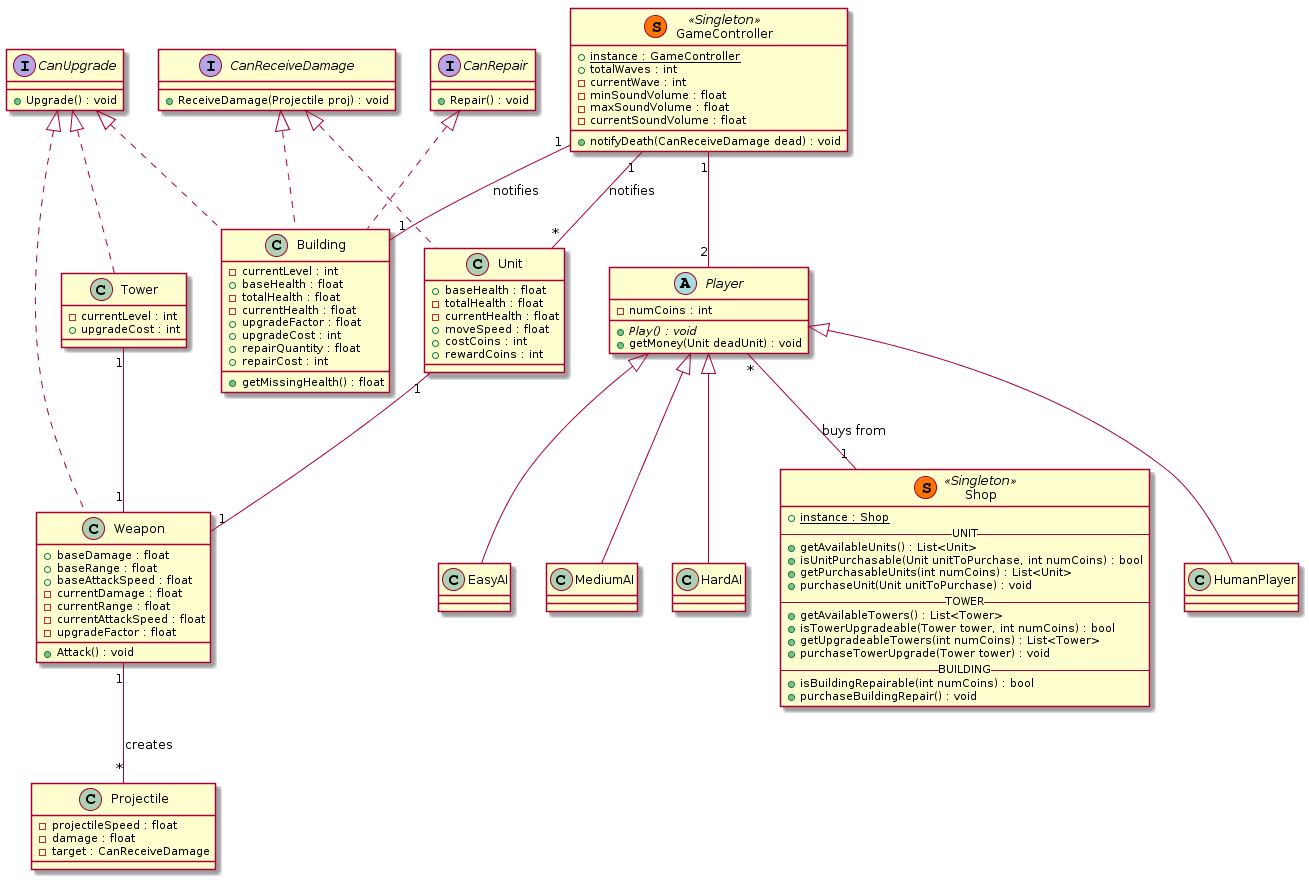 «Singleton»
S
GameController
instance : GameController
totalWaves : int
currentWave : int
minSoundVolume : float
maxSoundVolume : float
currentSoundVolume : float
notifyDeath(CanReceiveDamage dead) : void
I
CanUpgrade
Upgrade() : void
I
CanReceiveDamage
ReceiveDamage(Projectile proj) : void
I
CanRepair
Repair() : void
1
1
1
notifies
notifies
1
*
2
C
Building
currentLevel : int
baseHealth : float
totalHealth : float
currentHealth : float
upgradeFactor : float
upgradeCost : int
repairQuantity : float
repairCost : int
getMissingHealth() : float
C
Unit
baseHealth : float
totalHealth : float
currentHealth : float
moveSpeed : float
costCoins : int
rewardCoins : int
A
Player
numCoins : int
Play() : void
getMoney(Unit deadUnit) : void
C
Tower
currentLevel : int
upgradeCost : int
1
1
*
buys from
1
1
1
«Singleton»
S
Shop
instance : Shop
UNIT
getAvailableUnits() : List<Unit>
isUnitPurchasable(Unit unitToPurchase, int numCoins) : bool
getPurchasableUnits(int numCoins) : List<Unit>
purchaseUnit(Unit unitToPurchase) : void
TOWER
getAvailableTowers() : List<Tower>
isTowerUpgradeable(Tower tower, int numCoins) : bool
getUpgradeableTowers(int numCoins) : List<Tower>
purchaseTowerUpgrade(Tower tower) : void
BUILDING
isBuildingRepairable(int numCoins) : bool
purchaseBuildingRepair() : void
C
Weapon
baseDamage : float
baseRange : float
baseAttackSpeed : float
currentDamage : float
currentRange : float
currentAttackSpeed : float
upgradeFactor : float
Attack() : void
C
EasyAI
C
MediumAI
C
HardAI
C
HumanPlayer
1
creates
*
C
Projectile
projectileSpeed : float
damage : float
target : CanReceiveDamage